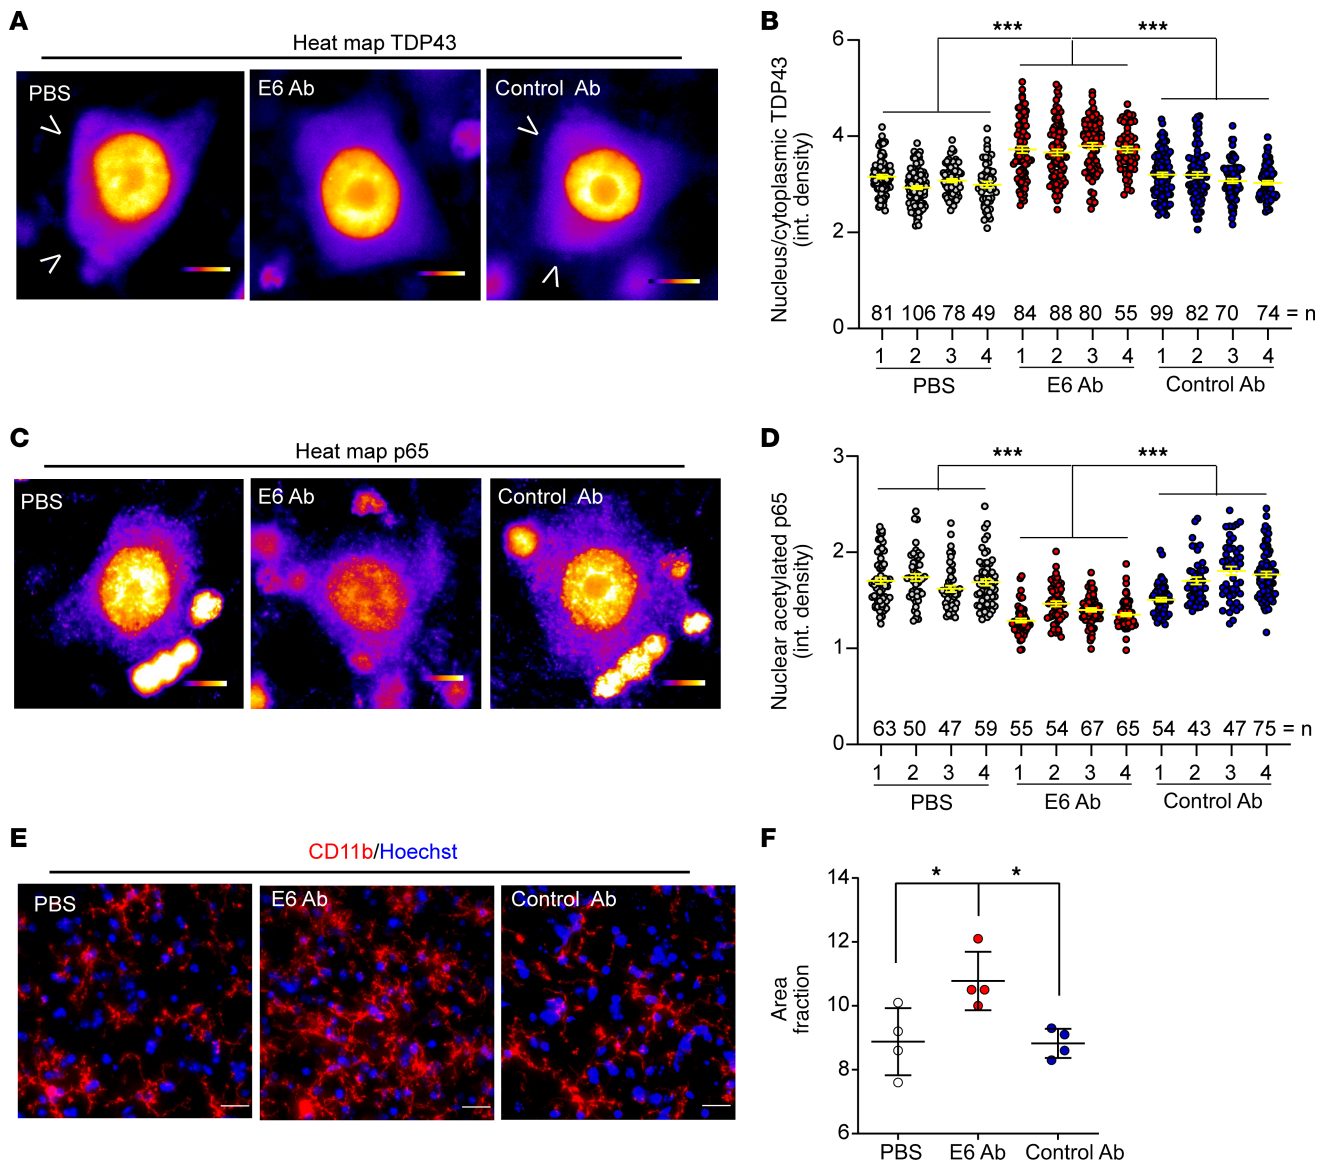 A
Heat map TDP43
PBS
E6 Ab
Control Ab
B
Nucleus/cytoplasmic TDP43
(int. density)
6
4
2
0
*** ***
81 106 78 49 84 88 80 55 99 82 70 74 = n
1 2 3 4 1 2 3 4 1 2 3 4
PBS E6 Ab Control Ab
C
Heat map p65
PBS
E6 Ab
Control Ab
D
Nuclear acetylated p65
(int. density)
3
2
1
0
*** ***
63 50 47 59 55 54 67 65 54 43 47 75 = n
1 2 3 4 1 2 3 4 1 2 3 4
PBS E6 Ab Control Ab
E
CD11b/Hoechst
PBS
E6 Ab
Control Ab
F
Area
fraction
14
12
10
8
6
* *
PBS E6 Ab Control Ab